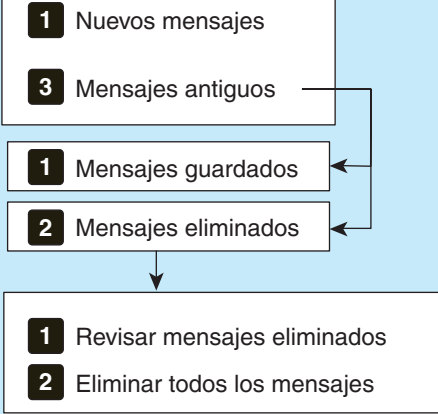 1 Nuevos mensajes
3 Mensajes antiguos
1 Mensajes guardados
2 Mensajes eliminados
1 Revisar mensajes eliminados
2 Eliminar todos los mensajes